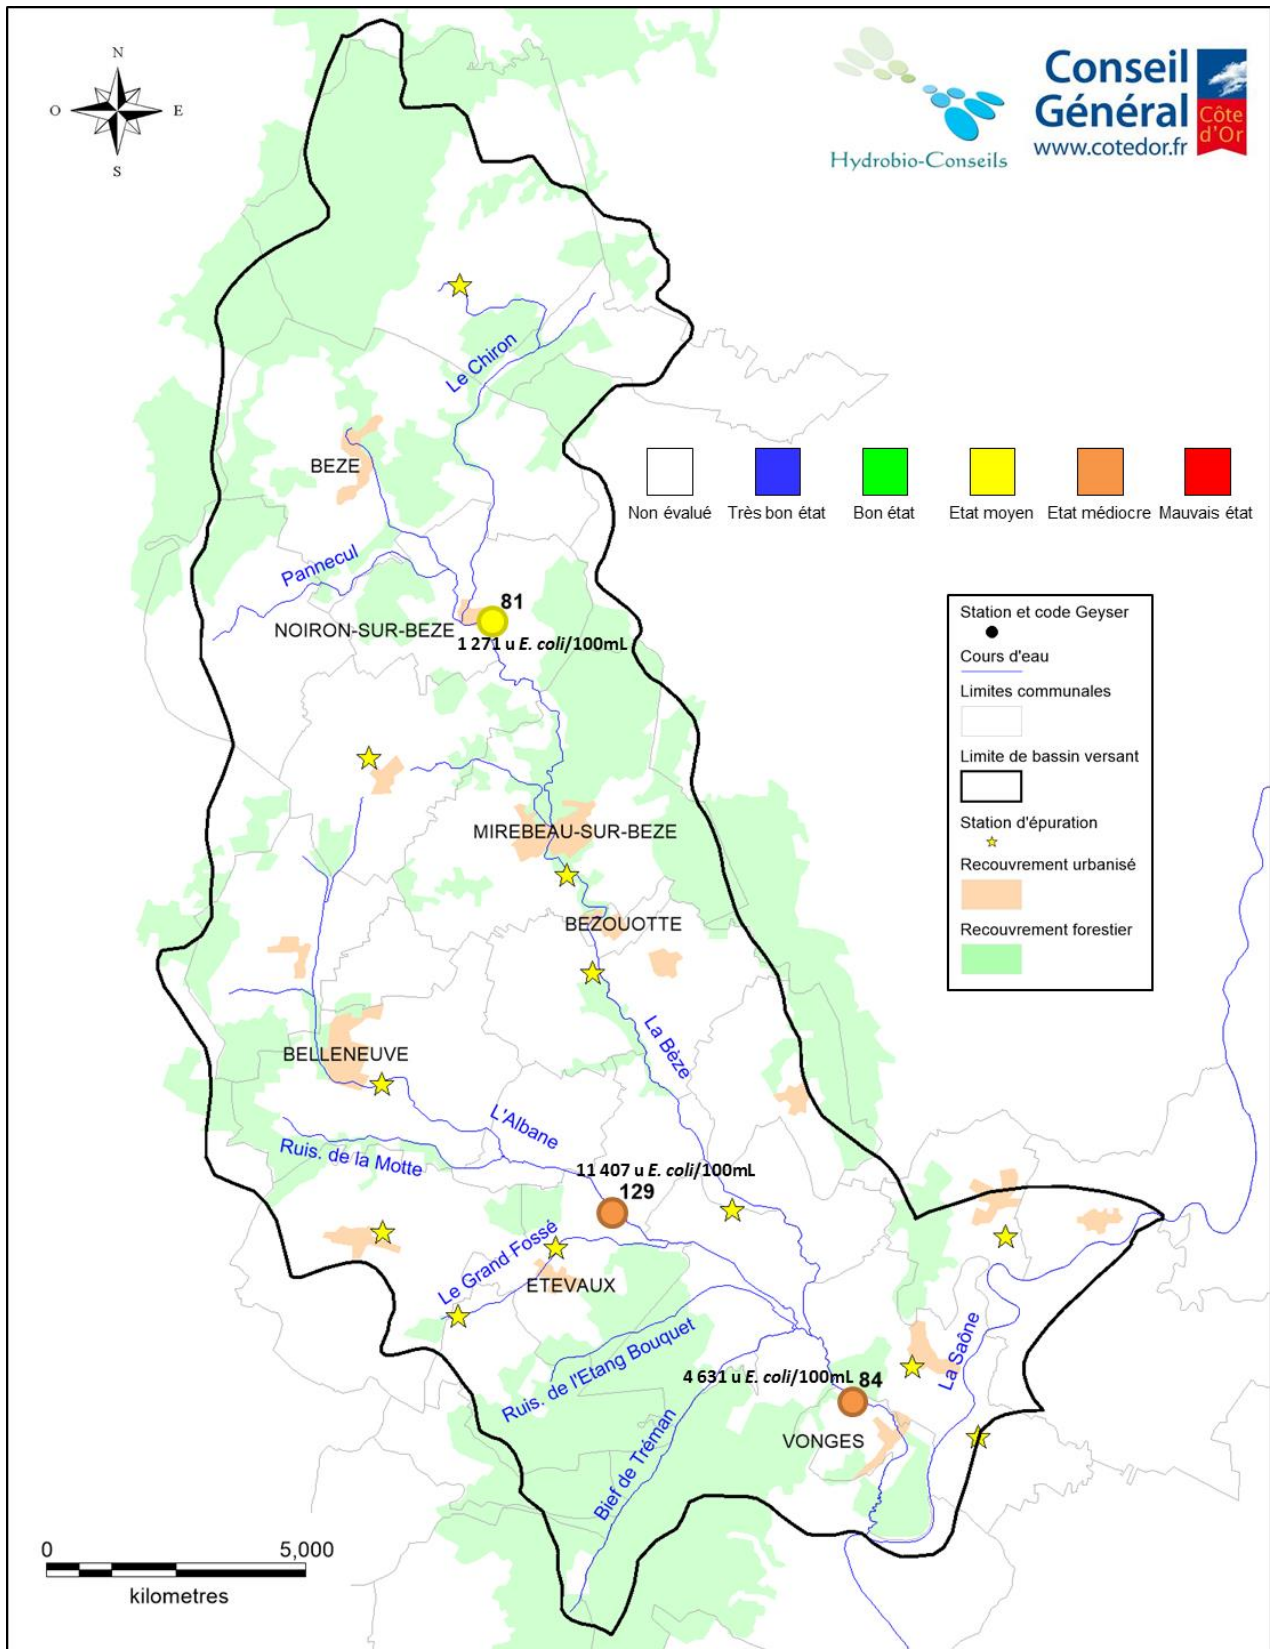 N
O
E
S
Hydrobio-Conseils
Conseil
Général
www.cotedor.fr
Côte
d'Or
Le Chiron
BEZE
Non évalué
Très bon état
Bon état
Etat moyen
Etat médiocre
Mauvais état
Pannecul
81
NOIRON-SUR-BEZE
1 271 u E. coli/100mL
Station et code Geyser
Cours d'eau
Limites communales
Limite de bassin versant
Station d'épuration
Recouvrement urbanisé
Recouvrement forestier
MIREBEAU-SUR-BEZE
BEZOUOTTE
La Bèze
BELLENEUVE
L'Albane
Ruis. de la Motte
11 407 u E. coli/100mL
129
Le Grand Fossé
ETEVAUX
Ruis. de l'Etang Bouquet
La Saône
4 631 u E. coli/100mL 84
VONGES
Bief de Tréman
0 5,000
kilometres